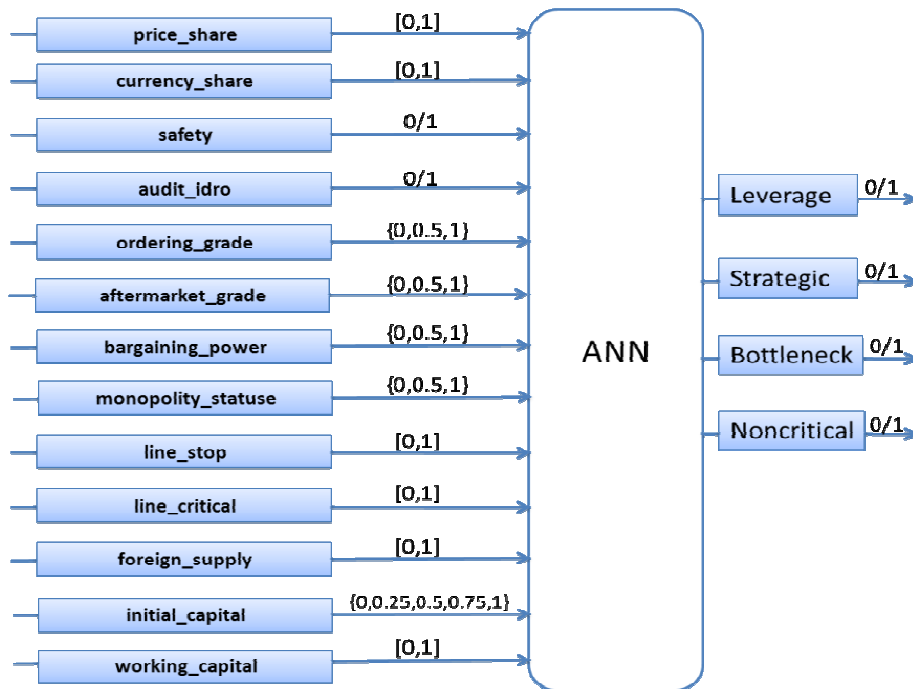 price_share [0,1]
currency_share [0,1]
safety 0/1
audit_idro 0/1
ordering_grade {0,0.5,1}
aftermarket_grade {0,0.5,1}
bargaining_power {0,0.5,1}
monopolity_statuse {0,0.5,1}
line_stop [0,1]
line_critical [0,1]
foreign_supply [0,1]
initial_capital {0,0.25,0.5,0.75,1}
working_capital [0,1]
ANN
Leverage 0/1
Strategic 0/1
Bottleneck 0/1
Noncritical 0/1